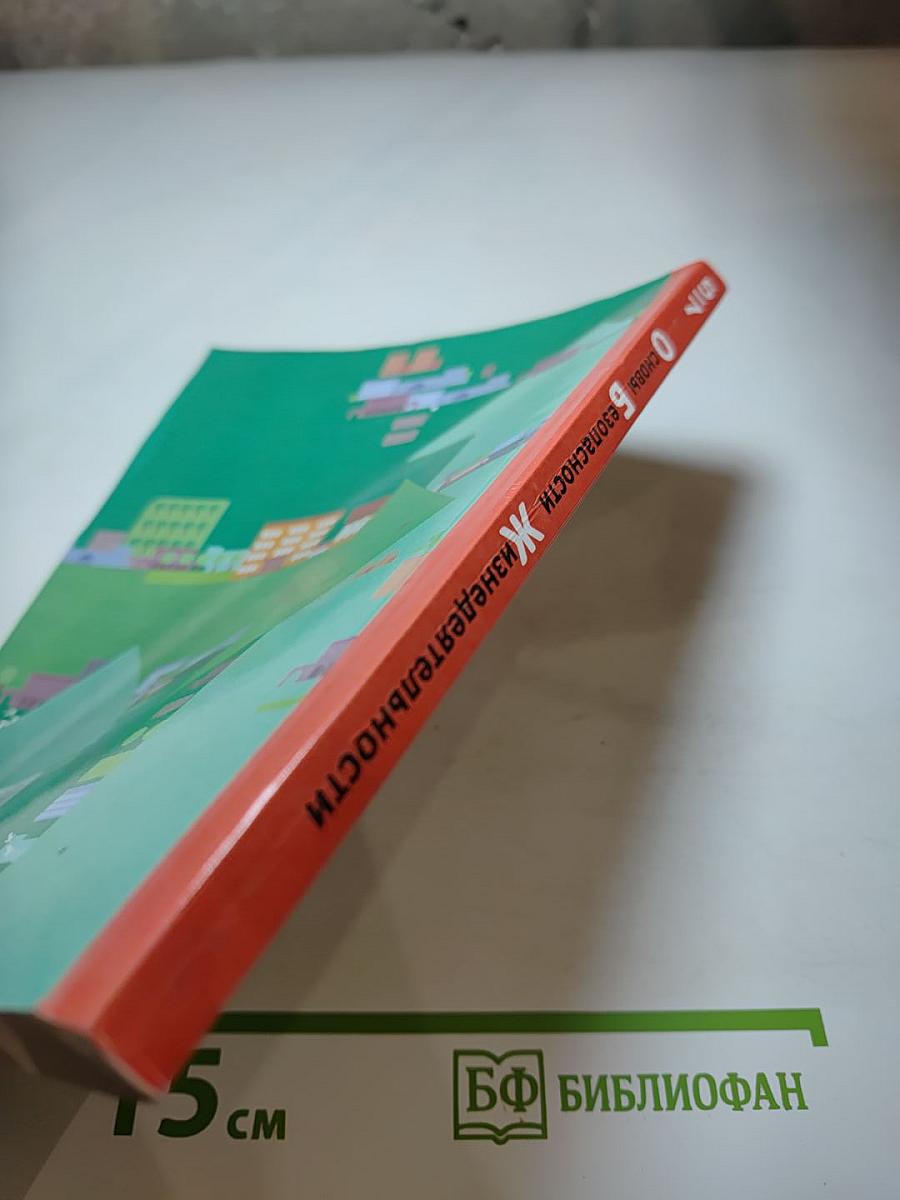 Основы Безопасности Жизнедеятельности
15 см
БФ БИБЛИОФАН